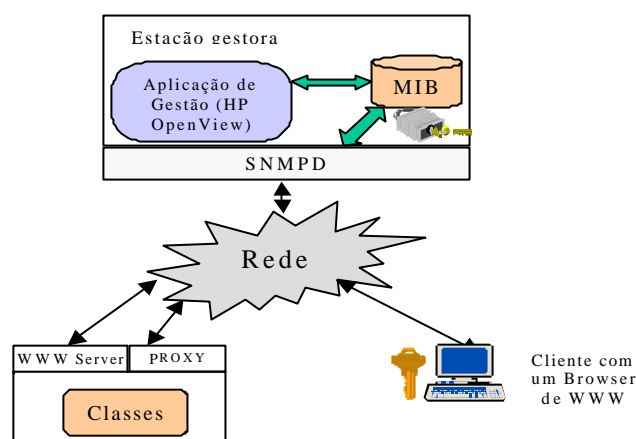 Estacão gestora
Aplicação de
Gestão (HP
OpenView)
MIB
SNMPD
Rede
WWW Server
PROXY
Classes
Cliente com
um Browser
de WWW